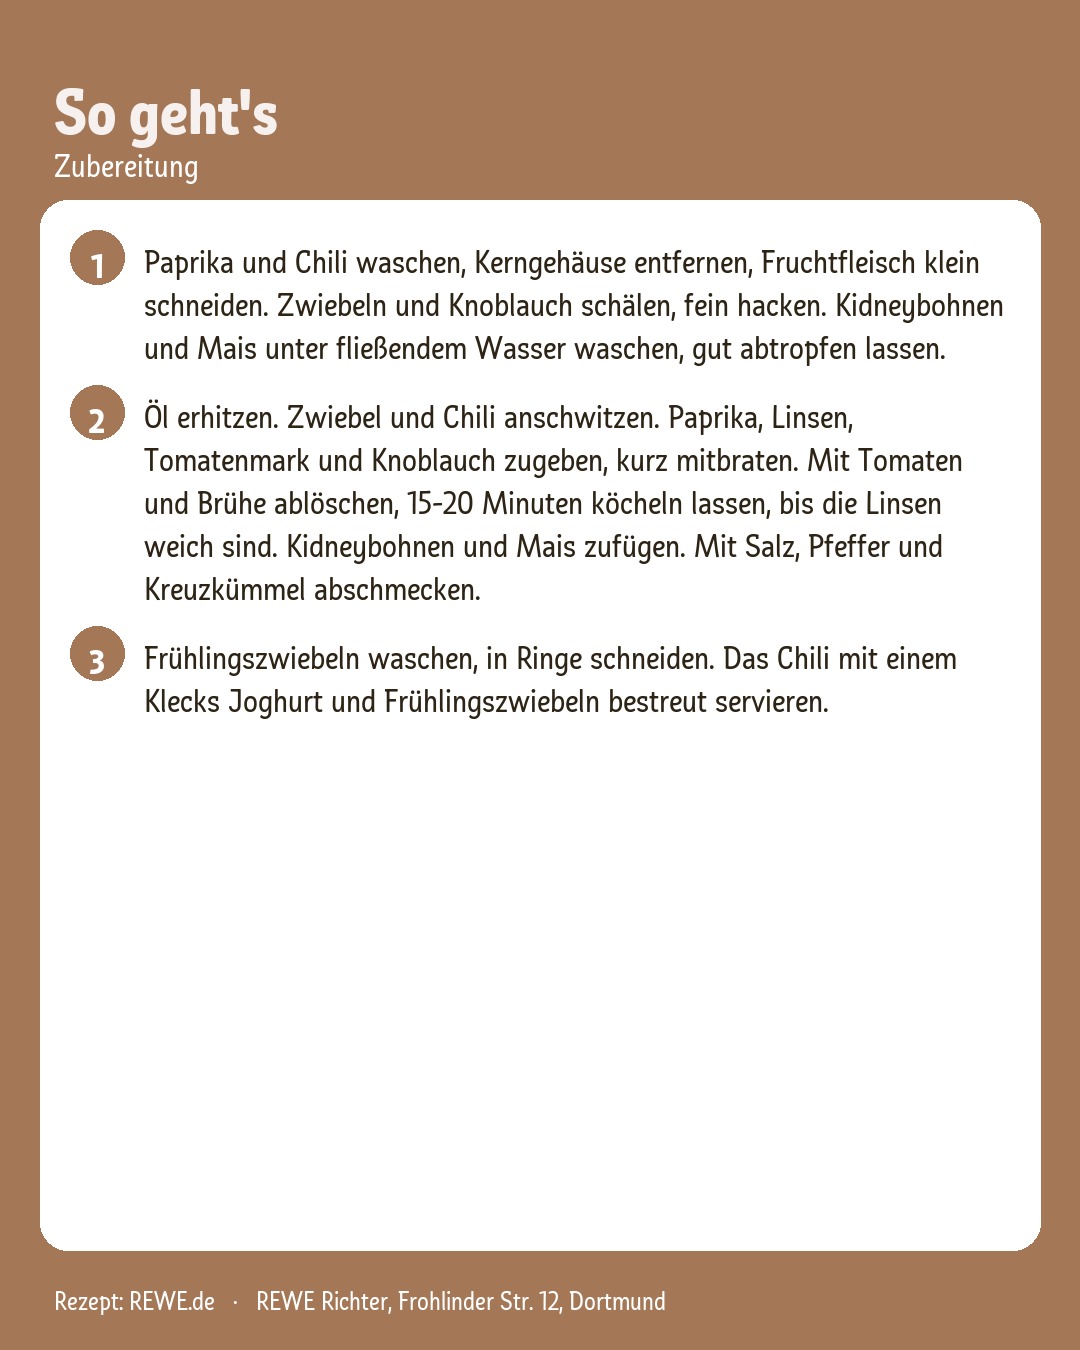 So geht's
Zubereitung
1
Paprika und Chili waschen, Kerngehäuse entfernen, Fruchtfleisch klein
schneiden. Zwiebeln und Knoblauch schälen, fein hacken. Kidneybohnen
und Mais unter fließendem Wasser waschen, gut abtropfen lassen.
2
Öl erhitzen. Zwiebel und Chili anschwitzen. Paprika, Linsen,
Tomatenmark und Knoblauch zugeben, kurz mitbraten. Mit Tomaten
und Brühe ablöschen, 15-20 Minuten köcheln lassen, bis die Linsen
weich sind. Kidneybohnen und Mais zufügen. Mit Salz, Pfeffer und
Kreuzkümmel abschmecken.
3
Frühlingszwiebeln waschen, in Ringe schneiden. Das Chili mit einem
Klecks Joghurt und Frühlingszwiebeln bestreut servieren.
Rezept: REWE.de · REWE Richter, Frohlinder Str. 12, Dortmund